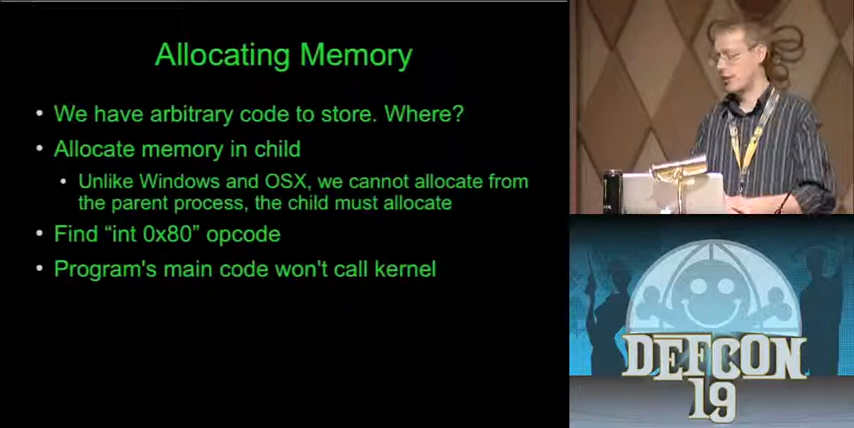 Allocating Memory
• We have arbitrary code to store. Where?
• Allocate memory in child
• Unlike Windows and OSX, we cannot allocate from
the parent process, the child must allocate
• Find “int 0x80” opcode
• Program's main code won't call kernel
DEFCON
19